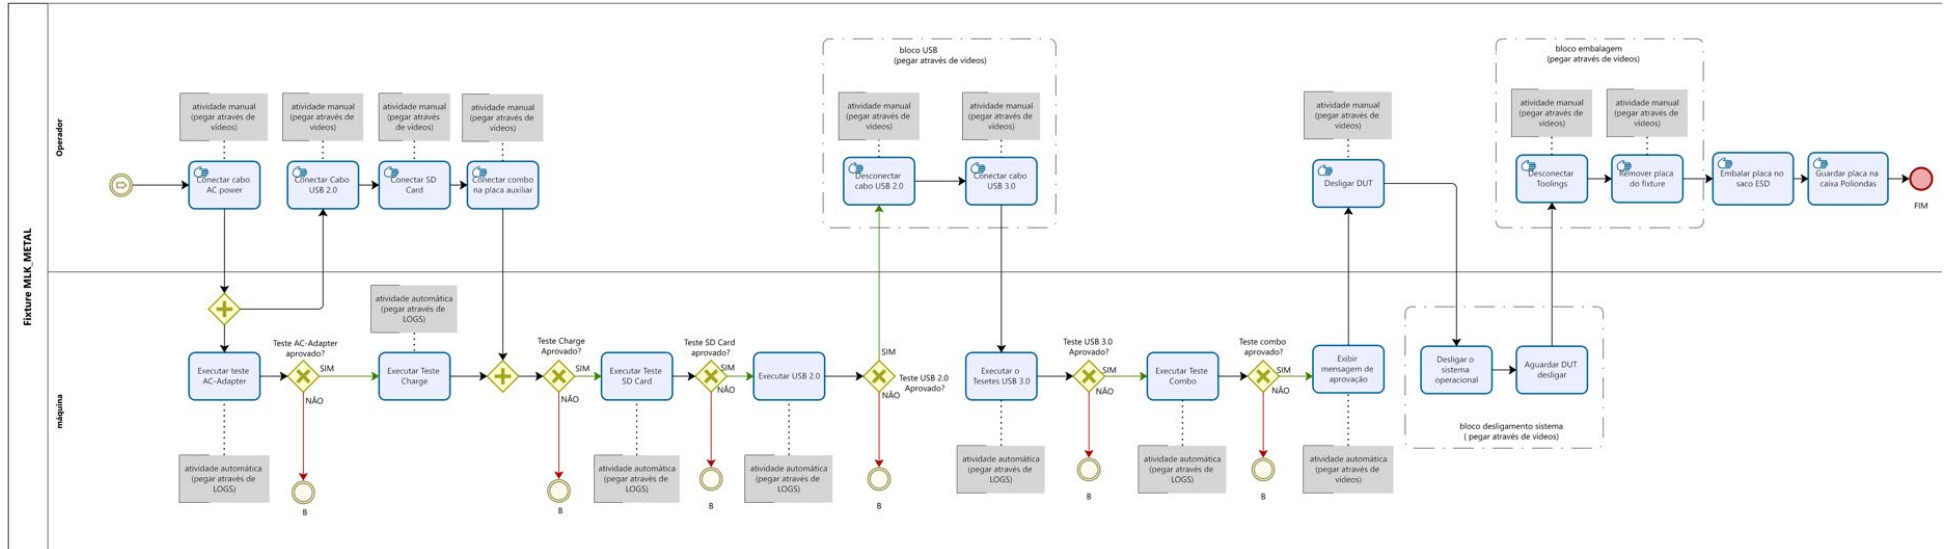 Fixture MLK_METAL
Operador
máquina
atividade manual
(pegar através de
vídeos)
atividade manual
(pegar através de
vídeos)
atividade manual
(pegar através
de vídeos)
atividade manual
(pegar através de
vídeos)
Conectar cabo
AC power
Conectar Cabo
USB 2.0
Conectar SD
Card
Conectar combo
na placa auxiliar
bloco USB
(pegar através de vídeos)
atividade manual
(pegar através de
vídeos)
atividade manual
(pegar através de
vídeos)
Desconectar
cabo USB 2.0
Conectar cabo
USB 3.0
atividade manual
(pegar através de
vídeos)
Desligar DUT
bloco embalagem
(pegar através de vídeos)
atividade manual
(pegar através de
vídeos)
atividade manual
(pegar através de
vídeos)
Desconectar
Toolings
Remover placa
do fixture
Embalar placa no
saco ESD
Guardar placa na
caixa Poliondas
FIM
atividade automática
(pegar através de
LOGS)
Executar teste
AC-Adapter
Teste AC-Adapter
aprovado?
SIM
NÃO
B
Executar Teste
Charge
Teste Charge
Aprovado?
SIM
NÃO
B
Executar Teste
SD Card
Teste SD Card
aprovado?
SIM
NÃO
B
Executar USB 2.0
SIM
Teste USB 2.0
Aprovado?
NÃO
B
Executar o
Tesetes USB 3.0
Teste USB 3.0
Aprovado?
SIM
NÃO
B
Executar Teste
Combo
Teste combo
aprovado?
SIM
NÃO
B
Exibir
mensagem de
aprovação
Desligar o
sistema
operacional
Aguardar DUT
desligar
bloco desligamento sistema
( pegar através de vídeos)
atividade automática
(pegar através de
LOGS)
atividade automática
(pegar através de
LOGS)
atividade automática
(pegar através de
LOGS)
atividade automática
(pegar através de
LOGS)
atividade automática
(pegar através de
LOGS)
atividade automática
(pegar através de
vídeos)